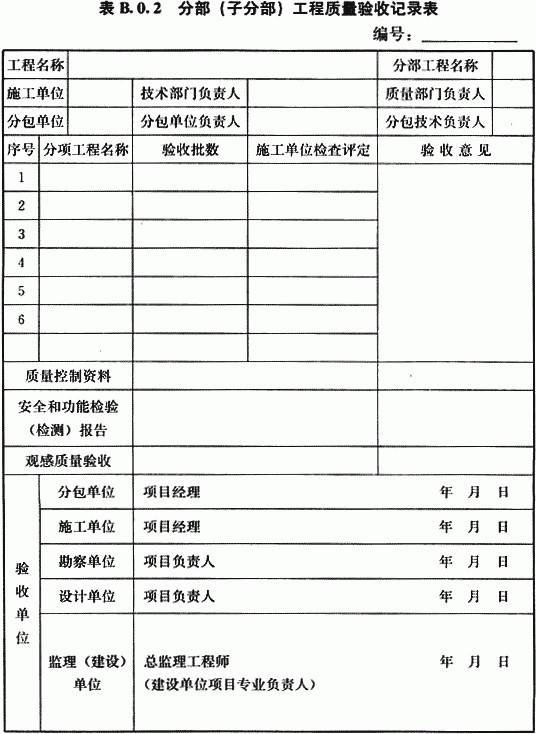 表 B.0.2 分部（子分部）工程质量验收记录表
编号：
工程名称 分部工程名称
施工单位 技术部门负责人 质量部门负责人
分包单位 分包单位负责人 分包技术负责人
序号 分项工程名称 验收批数 施工单位检查评定 验收意见
1
2
3
4
5
6
质量控制资料
安全和功能检验
（检测）报告
观感质量验收
验收单位
分包单位 项目经理 年 月 日
施工单位 项目经理 年 月 日
勘察单位 项目负责人 年 月 日
设计单位 项目负责人 年 月 日
监理（建设）
单位
总监理工程师 年 月 日
（建设单位项目专业负责人）